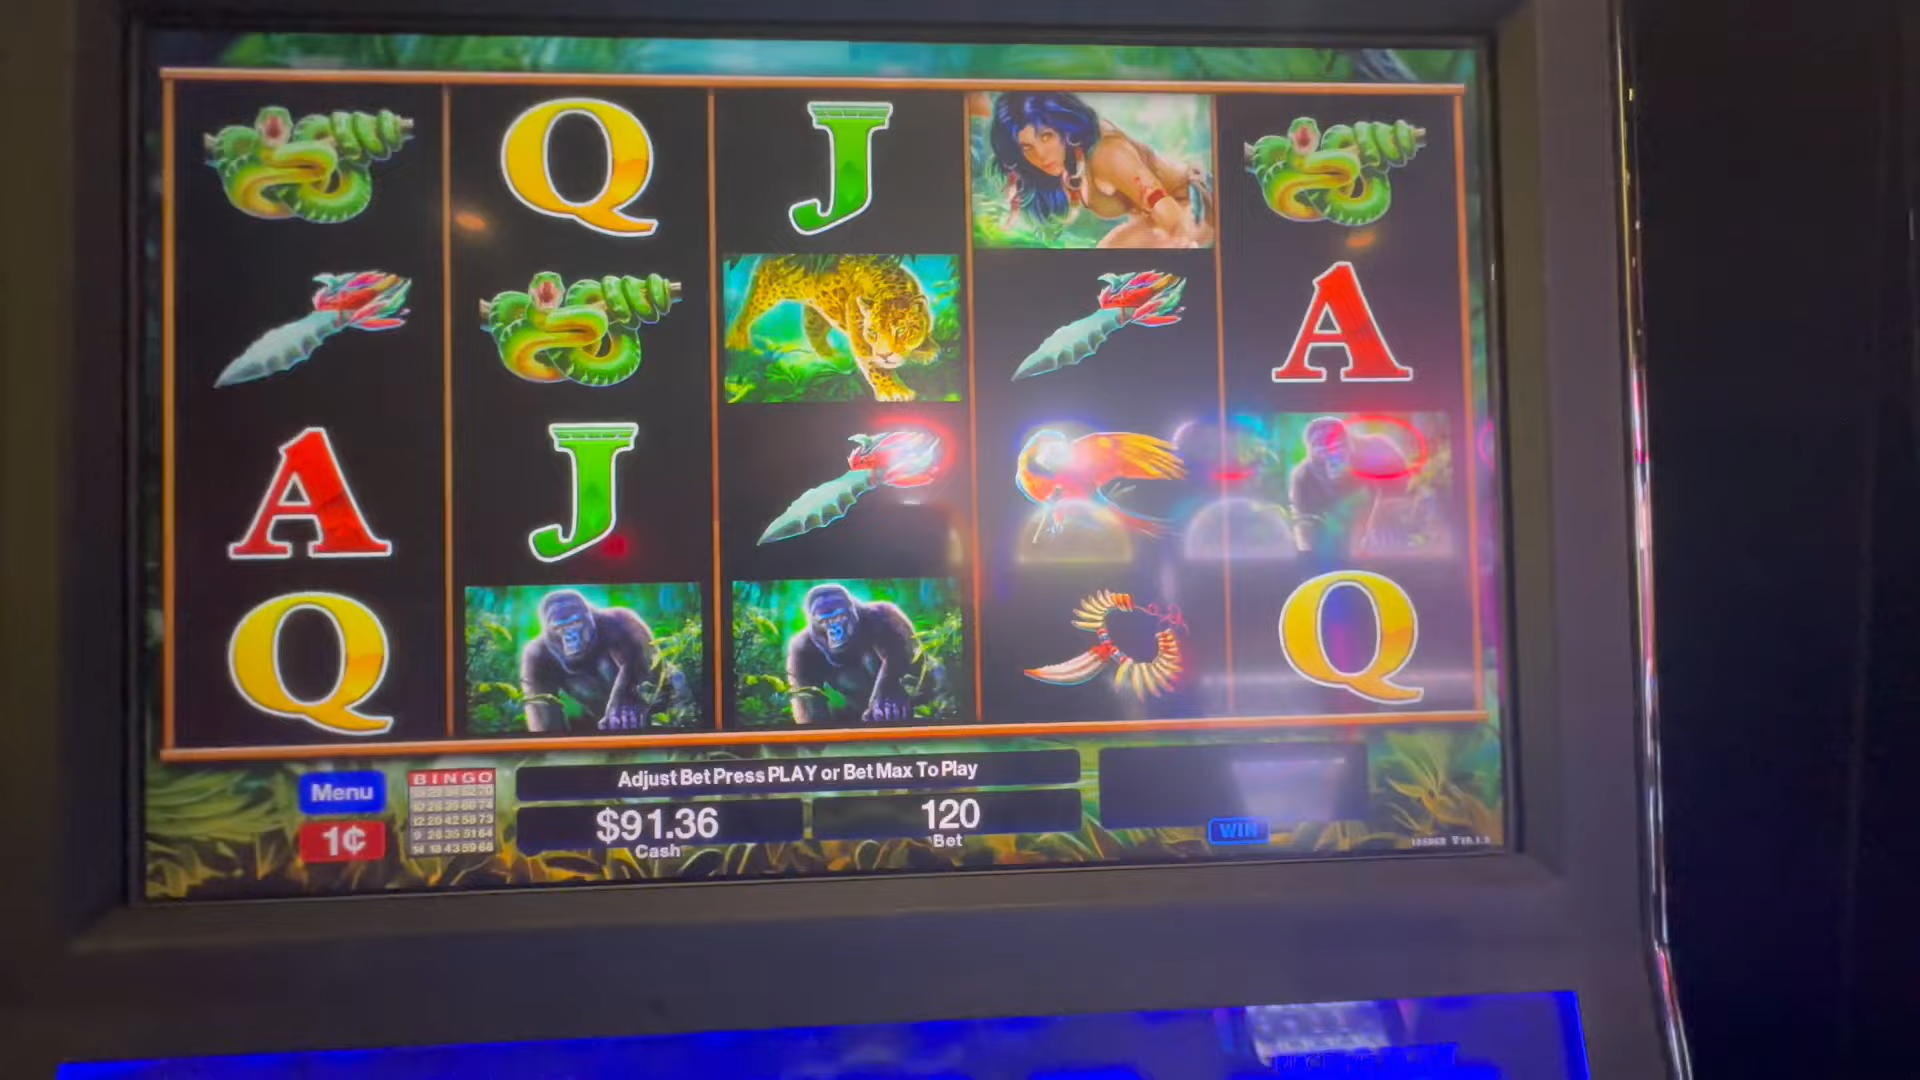 Q J
A
A J
Q Q
Menu
BINGO
Adjust Bet Press PLAY or Bet Max To Play
1¢
$91.36
Cash
120
Bet
WIN